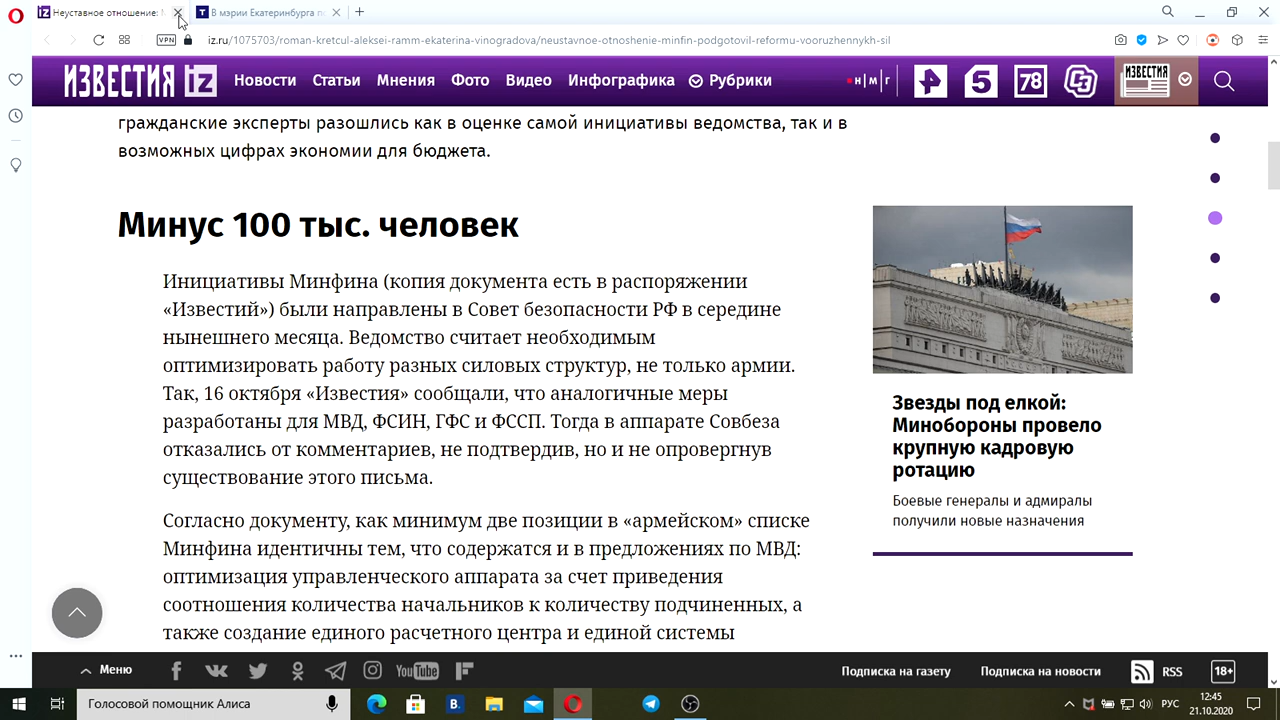 Неуставное отношение: М
В мэрии Екатеринбурга по
VPN
iz.ru/1075703/roman-kretcul-aleksei-ramm-ekaterina-vinogradova/neustavnoe-otnoshenie-minfin-podgotovil-reformu-vooruzhennykh-sil
ИЗВЕСТИЯ iz
Новости Статьи Мнения Фото Видео Инфографика Рубрики
н|м|г 5 78 ИЗВЕСТИЯ
гражданские эксперты разошлись как в оценке самой инициативы ведомства, так и в
возможных цифрах экономии для бюджета.
Минус 100 тыс. человек
Инициативы Минфина (копия документа есть в распоряжении
«Известий») были направлены в Совет безопасности РФ в середине
нынешнего месяца. Ведомство считает необходимым
оптимизировать работу разных силовых структур, не только армии.
Так, 16 октября «Известия» сообщали, что аналогичные меры
разработаны для МВД, ФСИН, ГФС и ФССП. Тогда в аппарате Совбеза
отказались от комментариев, не подтвердив, но и не опровергнув
существование этого письма.
Согласно документу, как минимум две позиции в «армейском» списке
Минфина идентичны тем, что содержатся и в предложениях по МВД:
оптимизация управленческого аппарата за счет приведения
соотношения количества начальников к количеству подчиненных, а
также создание единого расчетного центра и единой системы
Звезды под елкой:
Минобороны провело
крупную кадровую
ротацию
Боевые генералы и адмиралы
получили новые назначения
Меню
You Tube
Подписка на газету Подписка на новости RSS 18+
Голосовой помощник Алиса
РУС
12:45
21.10.2020